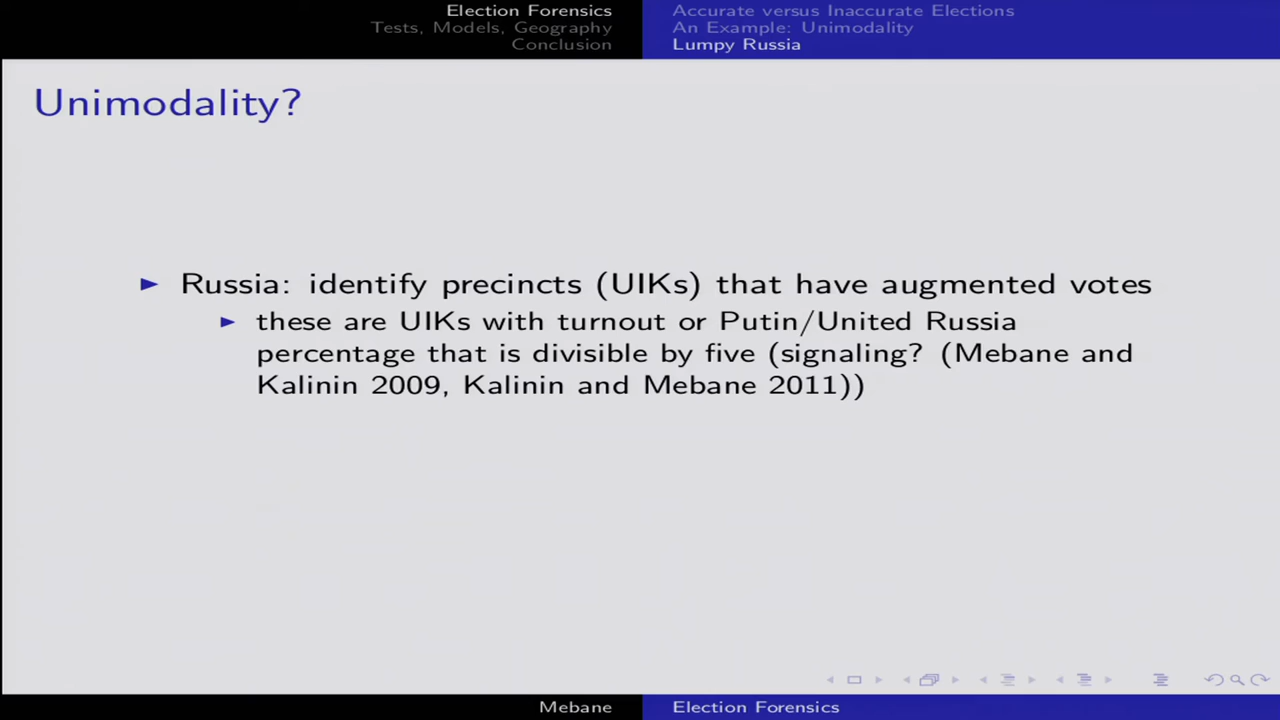 Election Forensics
Tests, Models, Geography
Conclusion
Accurate versus Inaccurate Elections
An Example: Unimodality
Lumpy Russia
Unimodality?
Russia: identify precincts (UIKs) that have augmented votes
these are UIKs with turnout or Putin/United Russia
percentage that is divisible by five (signaling? (Mebane and
Kalinin 2009, Kalinin and Mebane 2011))
Mebane
Election Forensics